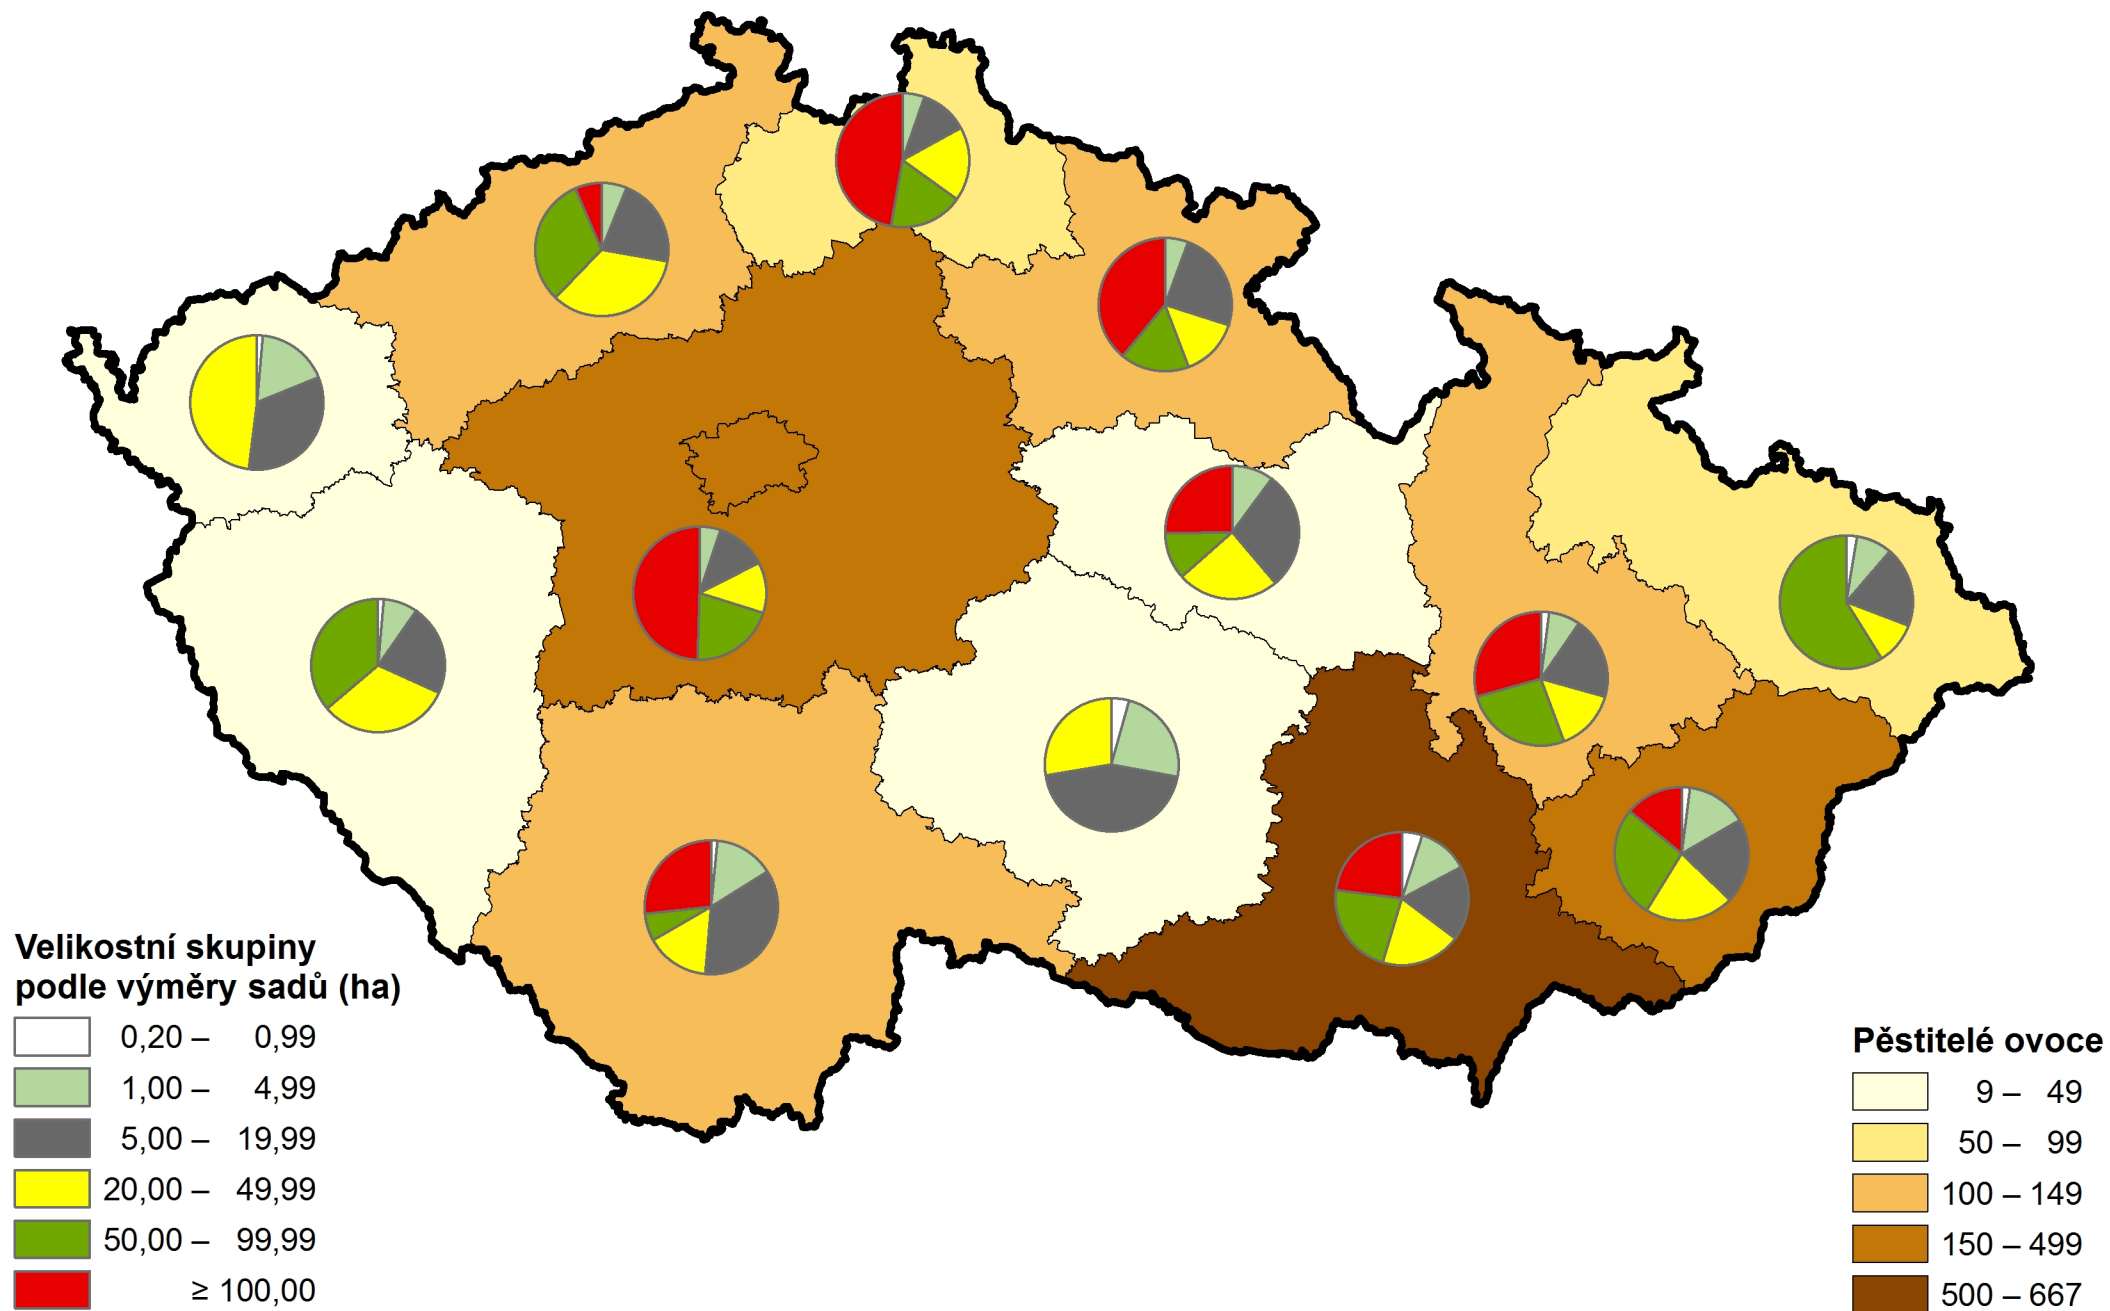 Velikostní skupiny
podle výměry sadů (ha)
0,20 – 0,99
1,00 – 4,99
5,00 – 19,99
20,00 – 49,99
50,00 – 99,99
≥ 100,00
Pěstitelé ovoce
9 – 49
50 – 99
100 – 149
150 – 499
500 – 667